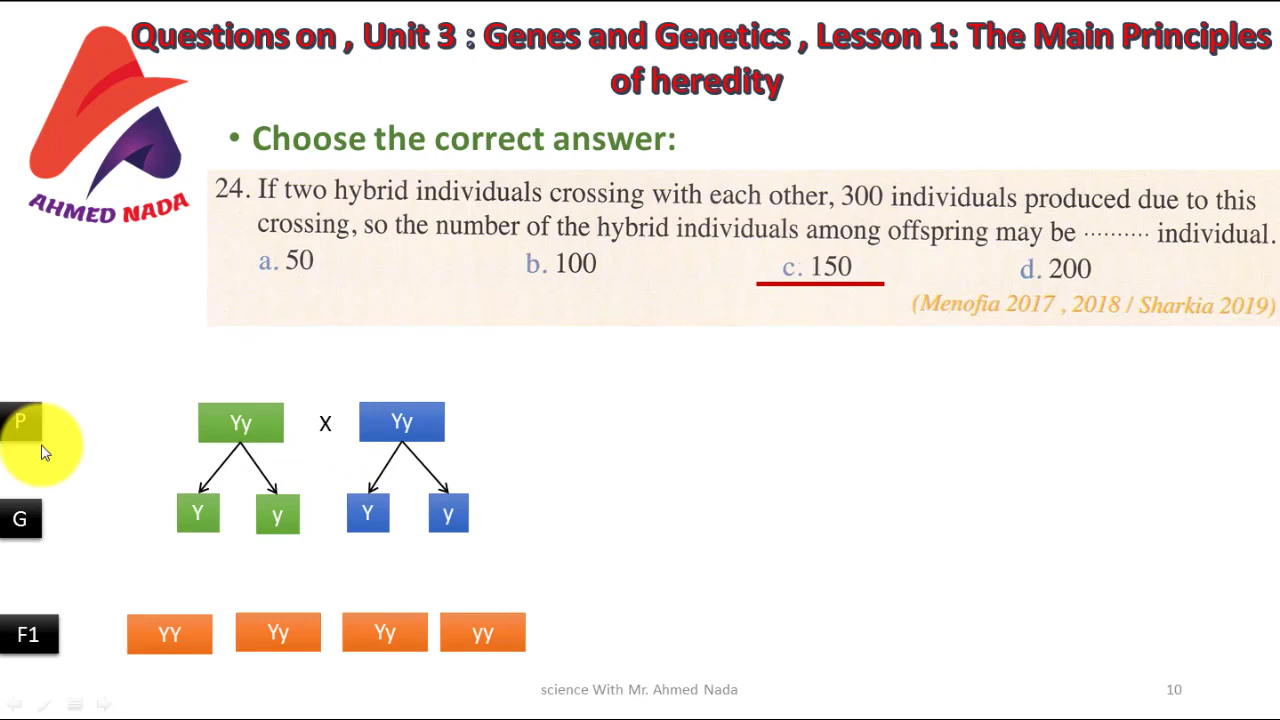 Questions on , Unit 3 : Genes and Genetics , Lesson 1: The Main Principles
of heredity
AHMED NADA
• Choose the correct answer:
24. If two hybrid individuals crossing with each other, 300 individuals produced due to this
crossing, so the number of the hybrid individuals among offspring may be ·········· individual.
a. 50 b. 100 c. 150 d. 200
(Menofia 2017 , 2018 / Sharkia 2019)
P Yy X Yy
G Y y Y y
F1 YY Yy Yy yy
science With Mr. Ahmed Nada 10